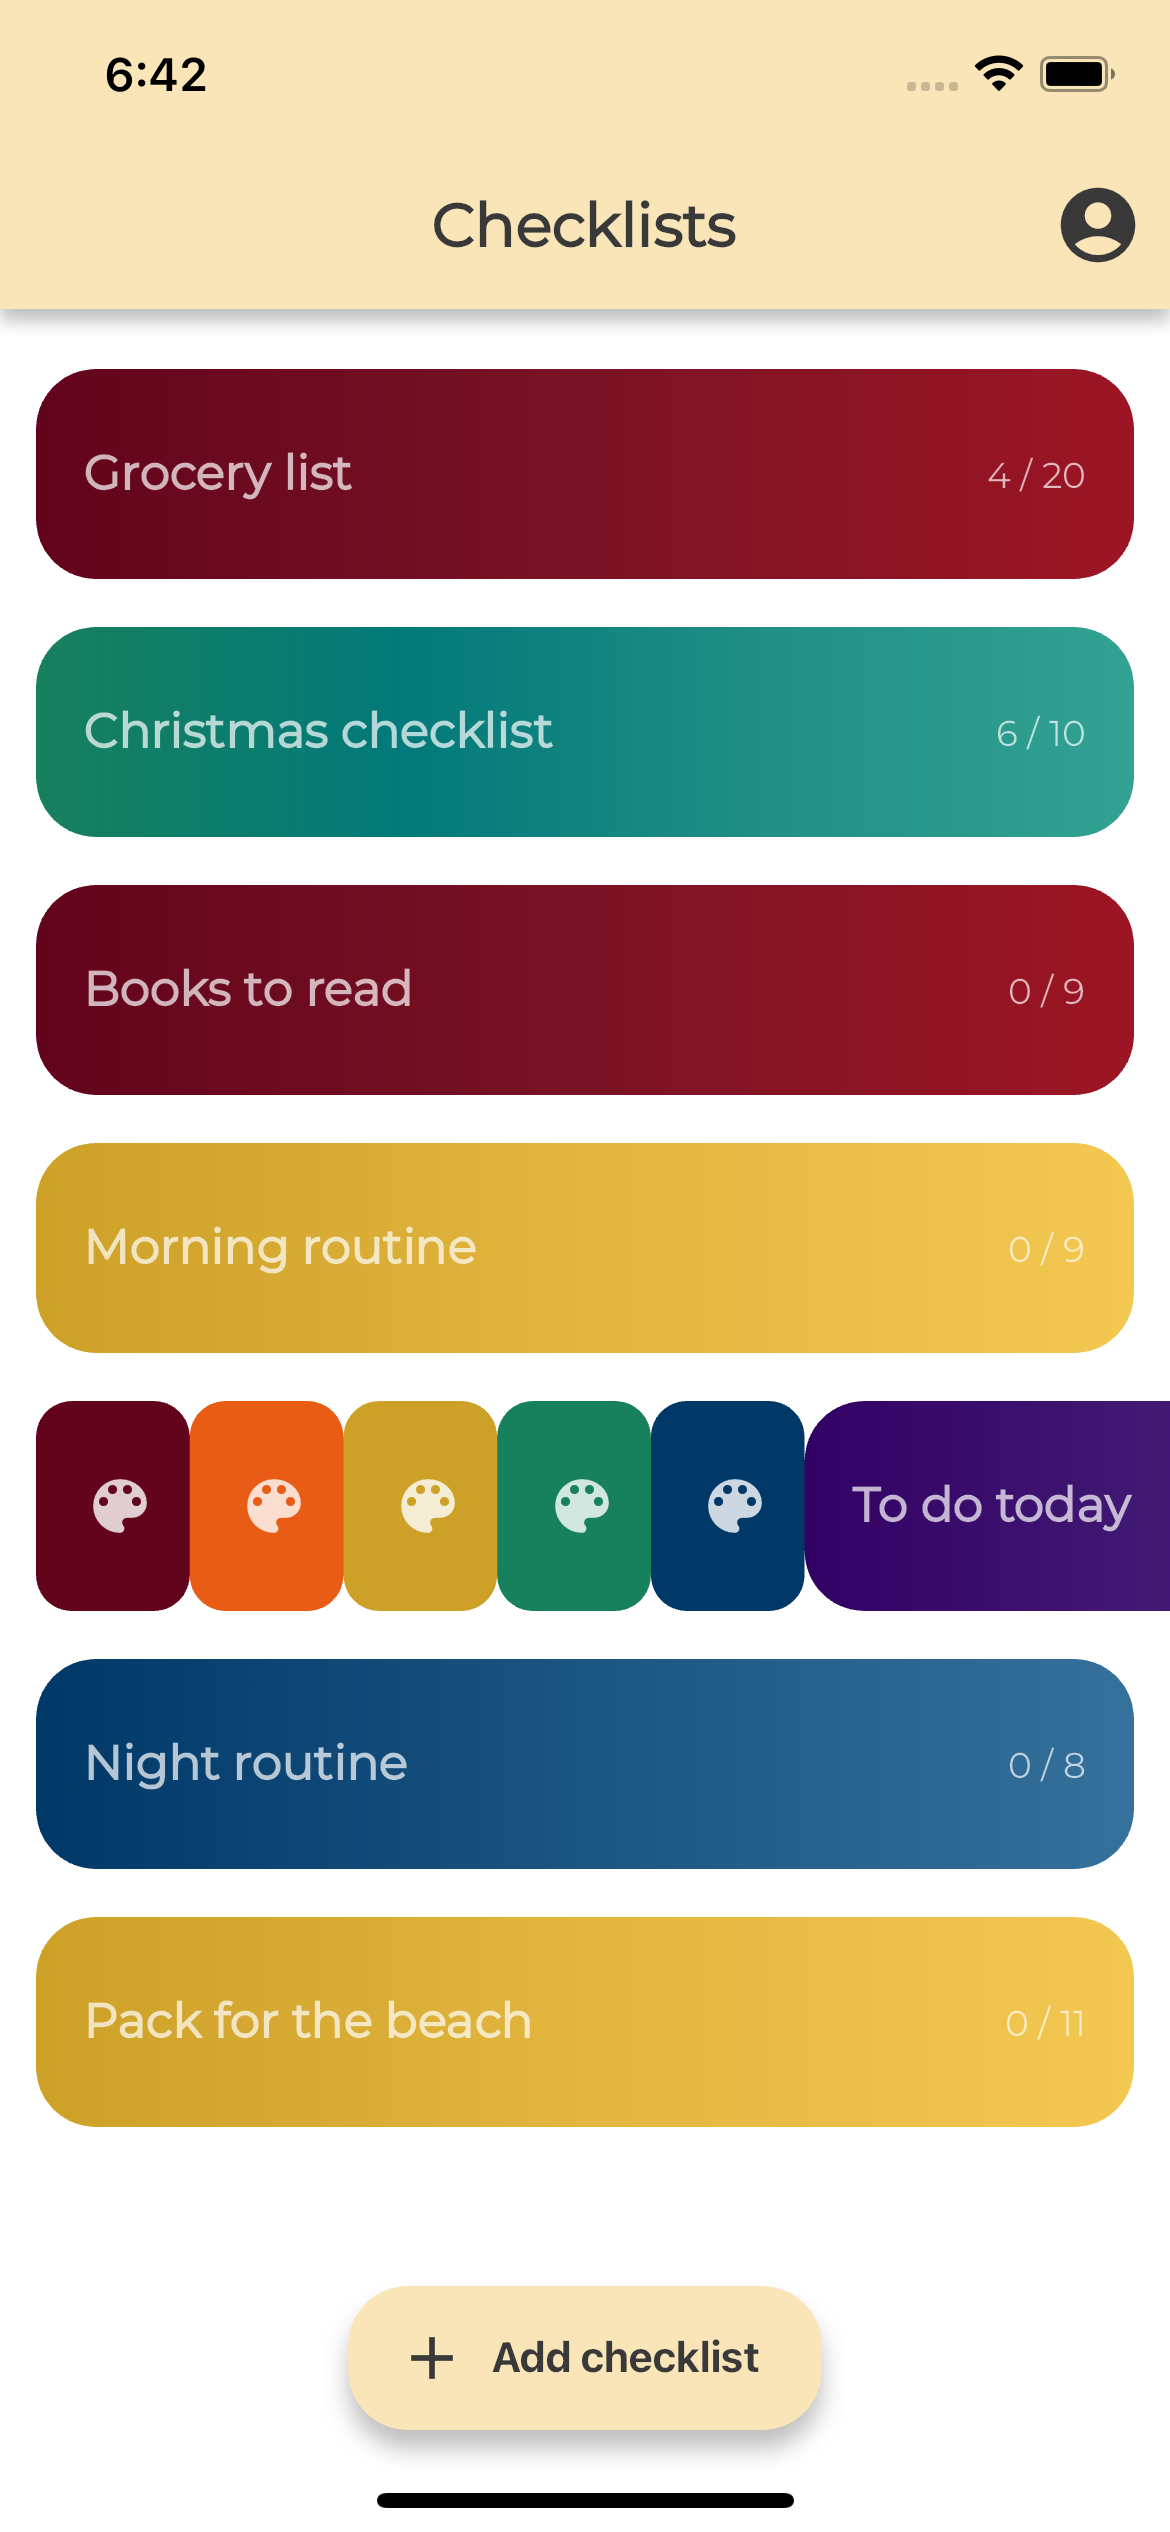 6:42
Checklists
Grocery list 4 / 20
Christmas checklist 6 / 10
Books to read 0 / 9
Morning routine 0 / 9
To do today
Night routine 0 / 8
Pack for the beach 0 / 11
Add checklist